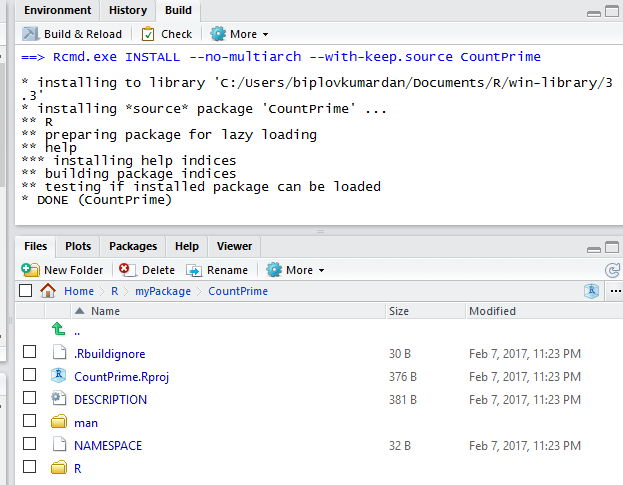 Environment History Build
Build & Reload Check More
==> Rcmd.exe INSTALL --no-multiarch --with-keep.source CountPrime
* installing to library 'C:/Users/biplovkumardan/Documents/R/win-library/3
.3'
* installing *source* package 'CountPrime' ...
** R
** preparing package for lazy loading
** help
*** installing help indices
** building package indices
** testing if installed package can be loaded
* DONE (CountPrime)
Files Plots Packages Help Viewer
New Folder Delete Rename More
Home R myPackage CountPrime R ...
Name Size Modified
..
.Rbuildignore 30 B Feb 7, 2017, 11:23 PM
R CountPrime.Rproj 376 B Feb 7, 2017, 11:23 PM
DESCRIPTION 381 B Feb 7, 2017, 11:23 PM
man
NAMESPACE 32 B Feb 7, 2017, 11:23 PM
R